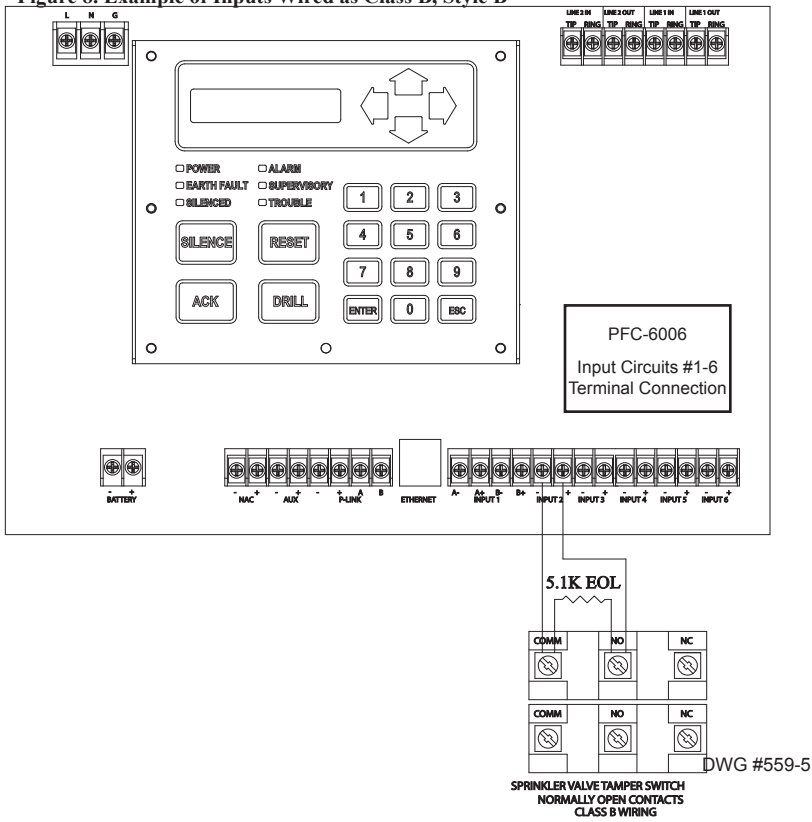 Figure 8. Example of Inputs Wired as Class B, Style B
L N G
LINE 2 IN LINE 2 OUT LINE 1 IN LINE 1 OUT
TIP RING TIP RING TIP RING TIP RING
POWER ALARM
EARTH FAULT SUPERVISORY
SILENCED TROUBLE
SILENCE RESET
ACK DRILL
1 2 3
4 5 6
7 8 9
ENTER 0 ESC
PFC-6006
Input Circuits #1-6
Terminal Connection
- +
BATTERY
- + - + - + A B
NAC AUX P-LINK
ETHERNET
A- A+ B- B+ - + - + - + - + - +
INPUT 1 INPUT 2 INPUT 3 INPUT 4 INPUT 5 INPUT 6
5.1K EOL
COMM NO NC
COMM NO NC
DWG #559-5
SPRINKLER VALVE TAMPER SWITCH
NORMALLY OPEN CONTACTS
CLASS B WIRING